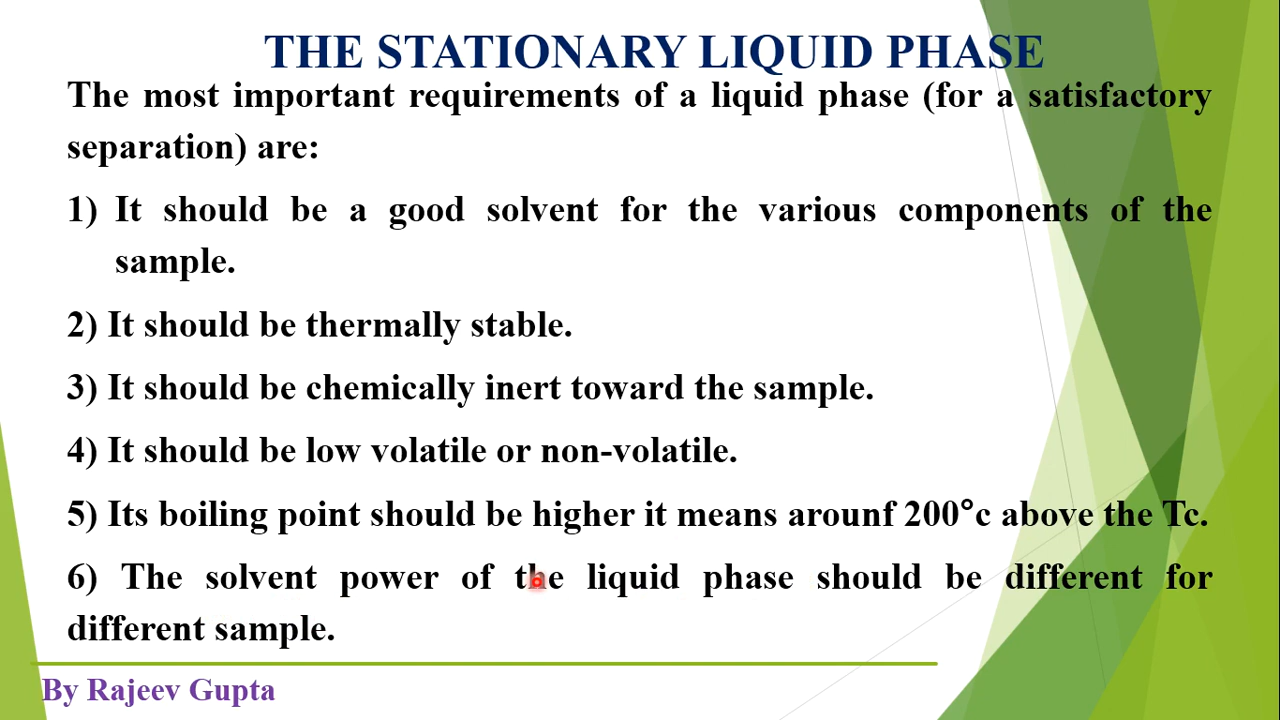 THE STATIONARY LIQUID PHASE
The most important requirements of a liquid phase (for a satisfactory
separation) are:
1) It should be a good solvent for the various components of the
sample.
2) It should be thermally stable.
3) It should be chemically inert toward the sample.
4) It should be low volatile or non-volatile.
5) Its boiling point should be higher it means arounf 200°c above the Tc.
6) The solvent power of the liquid phase should be different for
different sample.
By Rajeev Gupta